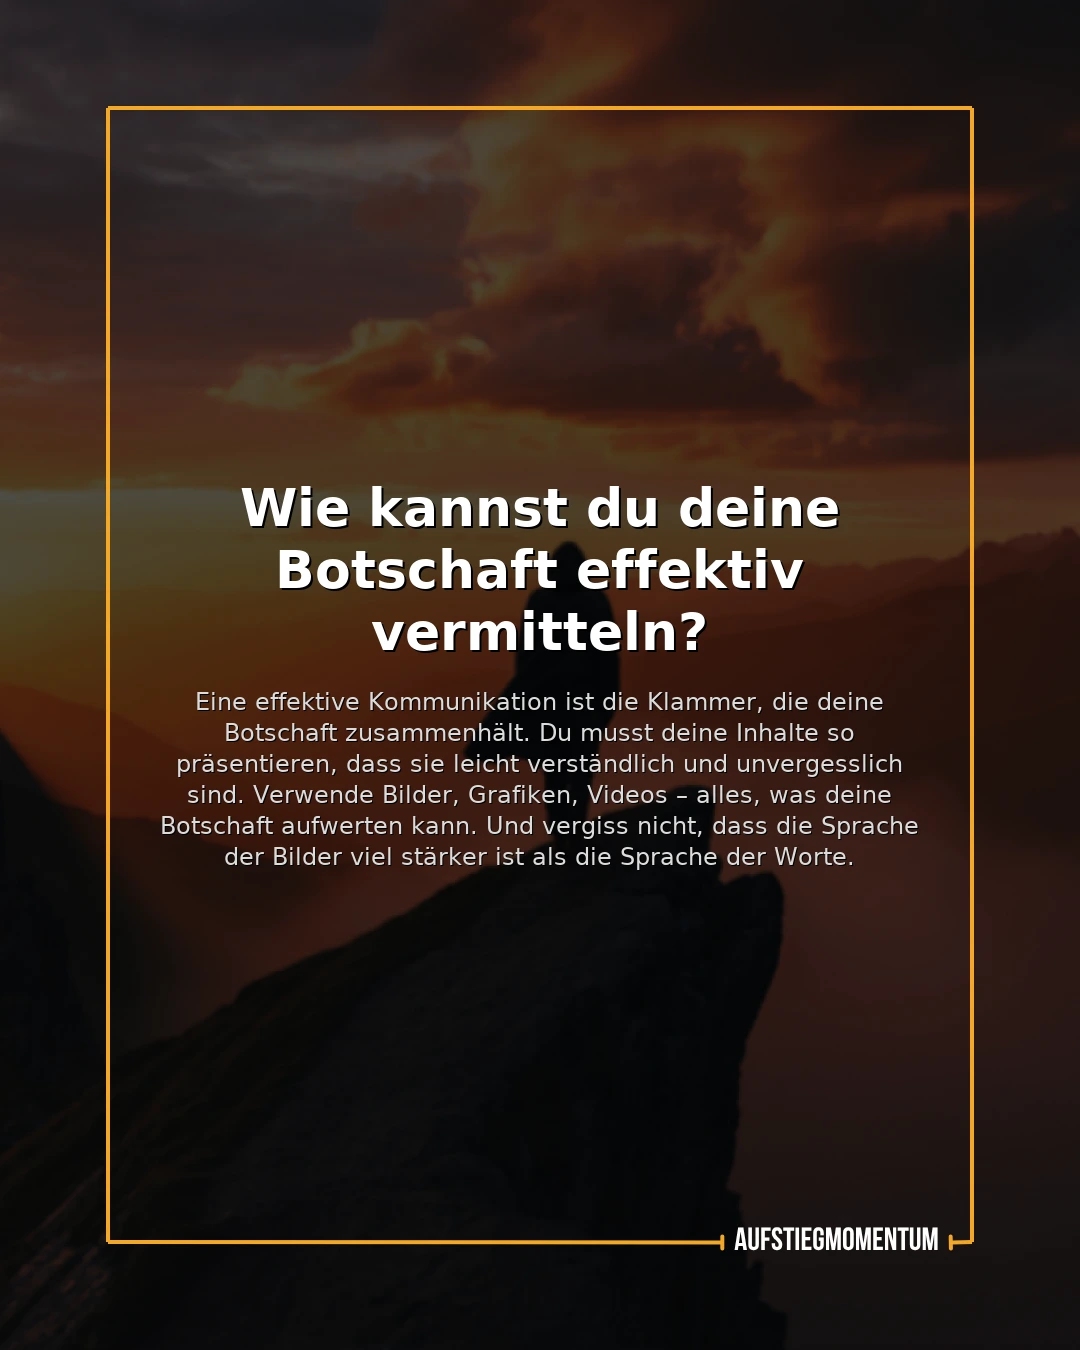 Wie kannst du deine
Botschaft effektiv
vermitteln?
Eine effektive Kommunikation ist die Klammer, die deine
Botschaft zusammenhält. Du musst deine Inhalte so
präsentieren, dass sie leicht verständlich und unvergesslich
sind. Verwende Bilder, Grafiken, Videos – alles, was deine
Botschaft aufwerten kann. Und vergiss nicht, dass die Sprache
der Bilder viel stärker ist als die Sprache der Worte.
AUFSTIEGMOMENTUM